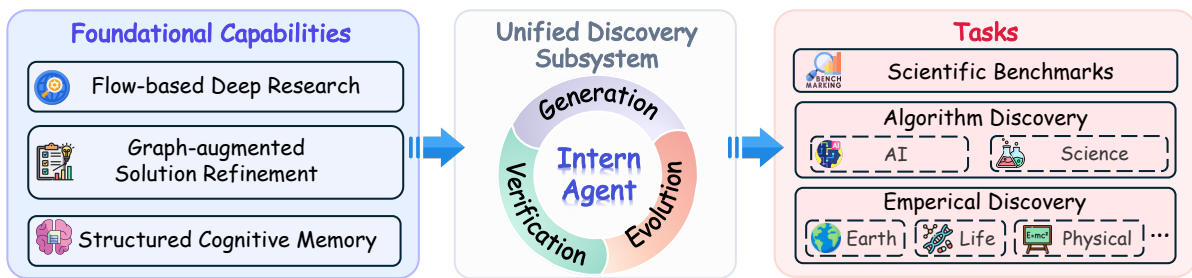 Foundational Capabilities
Flow-based Deep Research
Graph-augmented
Solution Refinement
Structured Cognitive Memory
Unified Discovery
Subsystem
Generation
Verification
Evolution
Intern
Agent
Tasks
BENCH
MARKING
Scientific Benchmarks
Algorithm Discovery
AI
AI
Science
Emperical Discovery
Earth
Life
E=mc²
Physical
...